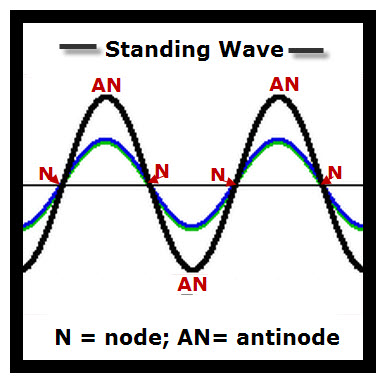 Standing Wave
AN AN
N N N N
AN
N = node; AN= antinode